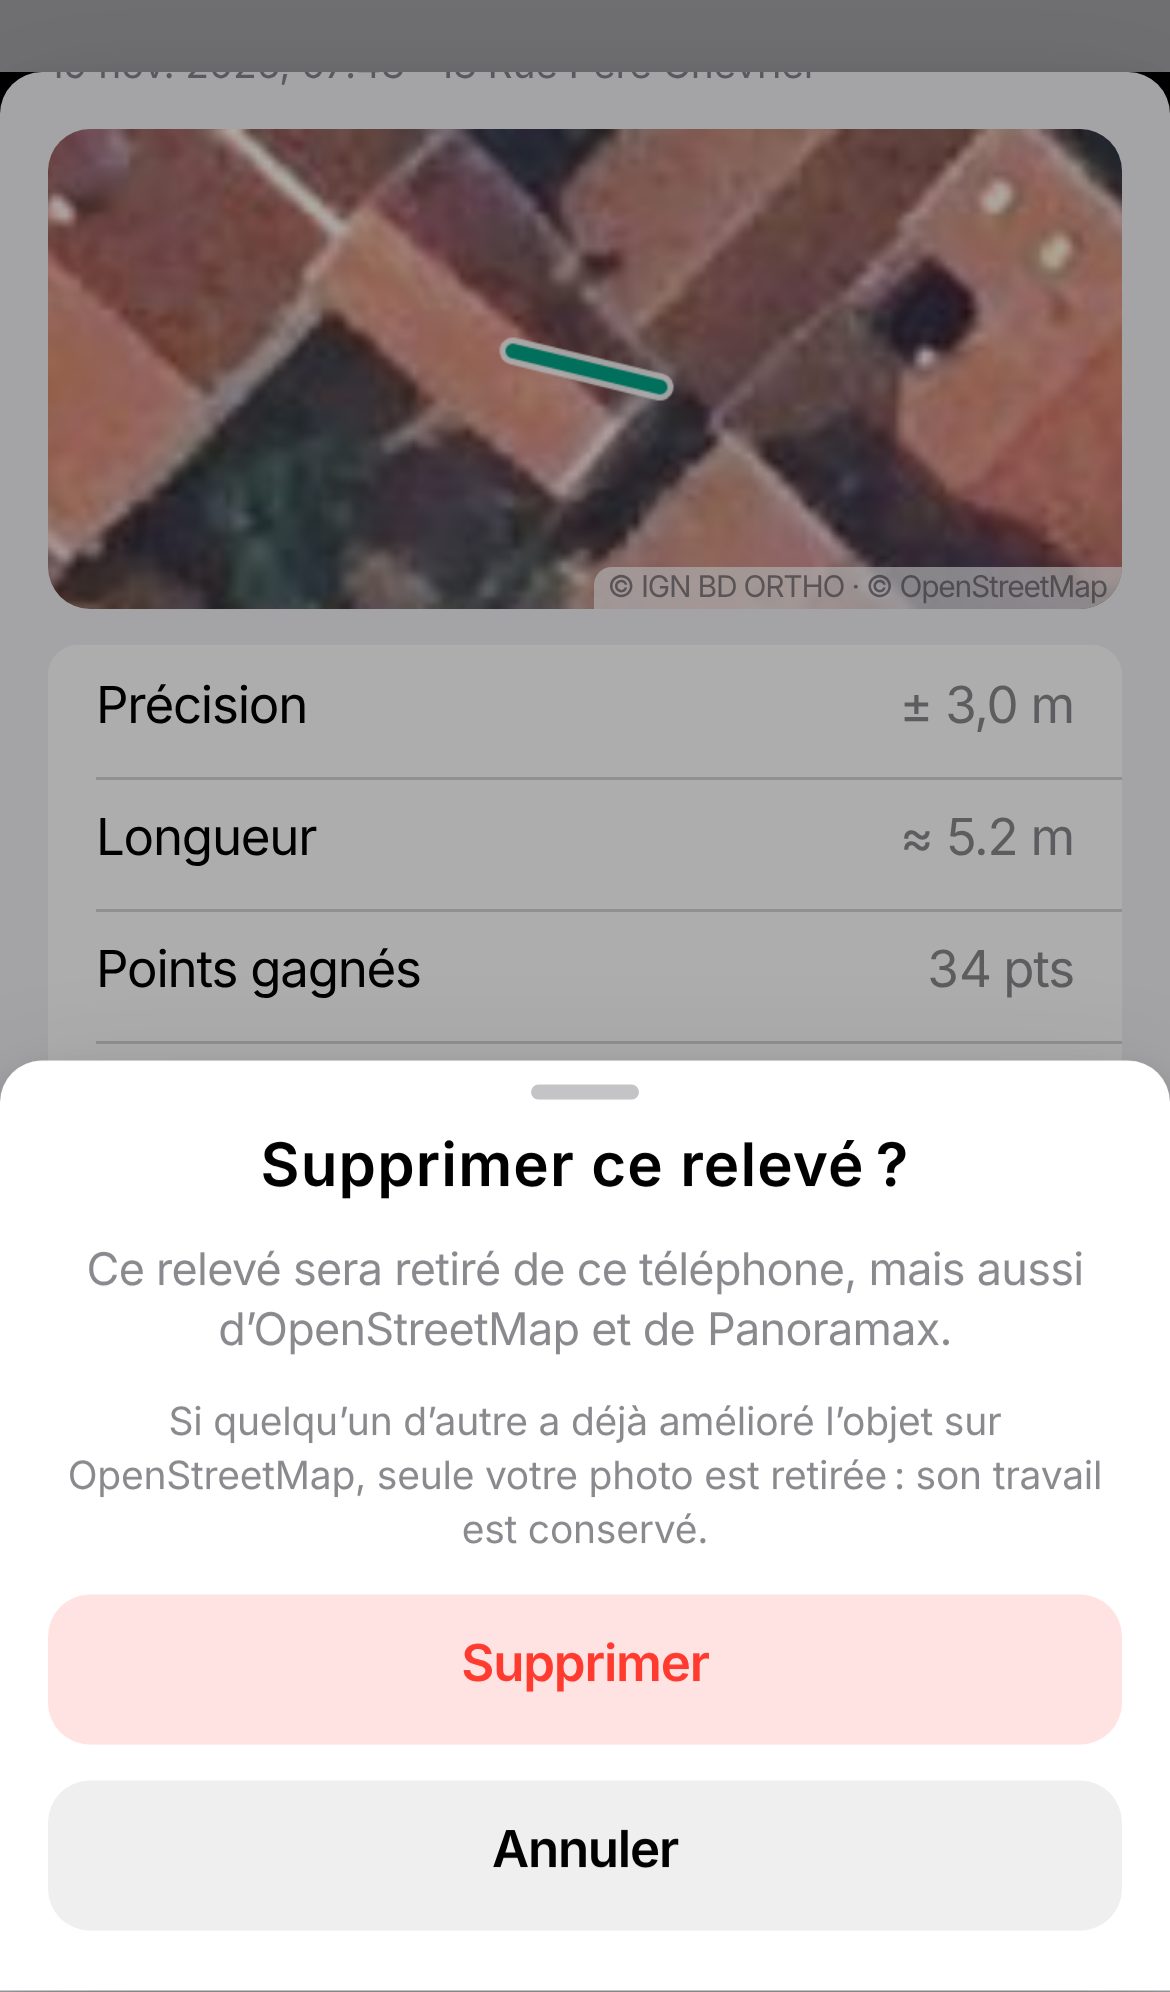 © IGN BD ORTHO · © OpenStreetMap
Précision ± 3,0 m
Longueur ≈ 5.2 m
Points gagnés 34 pts
Supprimer ce relevé ?
Ce relevé sera retiré de ce téléphone, mais aussi
d’OpenStreetMap et de Panoramax.
Si quelqu’un d’autre a déjà amélioré l’objet sur
OpenStreetMap, seule votre photo est retirée : son travail
est conservé.
Supprimer
Annuler